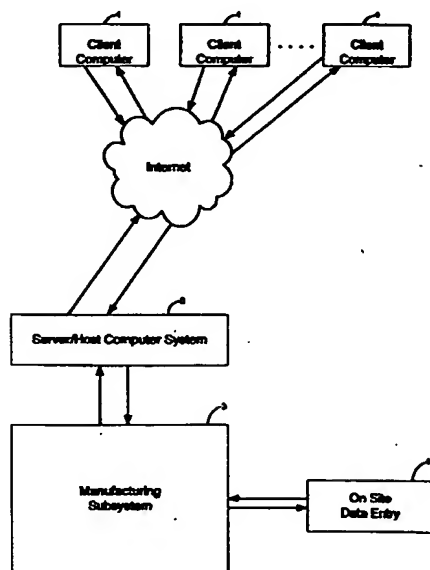 Client
Computer
Client
Computer
Client
Computer
Internet
Server/Host Computer System
Manufacturing
Subsystem
On Site
Data Entry